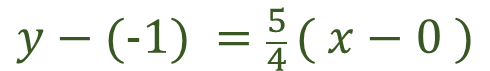 y − (-1) = 5/4 ( x − 0 )